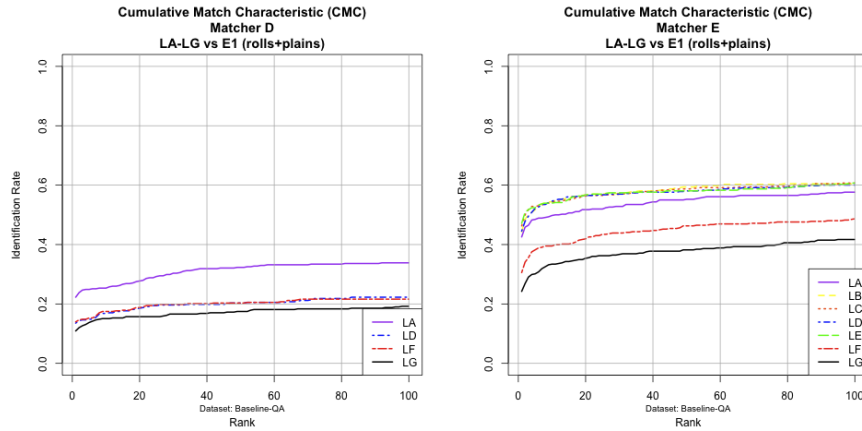 Cumulative Match Characteristic (CMC)
Matcher D
LA-LG vs E1 (rolls+plains)
Identification Rate
1.0
0.8
0.6
0.4
0.2
0.0
0
20
40
60
80
100
LA
LD
LF
LG
Dataset: Baseline-QA
Rank
Cumulative Match Characteristic (CMC)
Matcher E
LA-LG vs E1 (rolls+plains)
Identification Rate
1.0
0.8
0.6
0.4
0.2
0.0
0
20
40
60
80
100
LA
LB
LC
LD
LE
LF
LG
Dataset: Baseline-QA
Rank